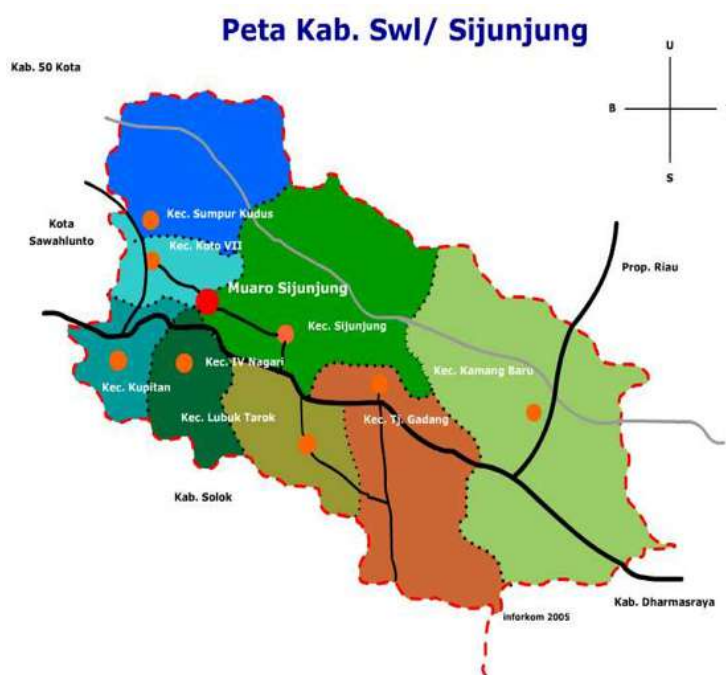 Peta Kab. Swl/ Sijunjung
U
Kab. 50 Kota
B
S
Kec. Sumpur Kudus
Kota
Sawahlunto
Kec. Koto VII
Prop. Riau
Muaro Sijunjung
Kec. Sijunjung
Kec. IV Nagari
Kec. Kamang Baru
Kec. Kupitan
Kec. Lubuk Tarok
Kec. Tj. Gadang
Kab. Solok
Kab. Dharmasraya
inforkom 2005